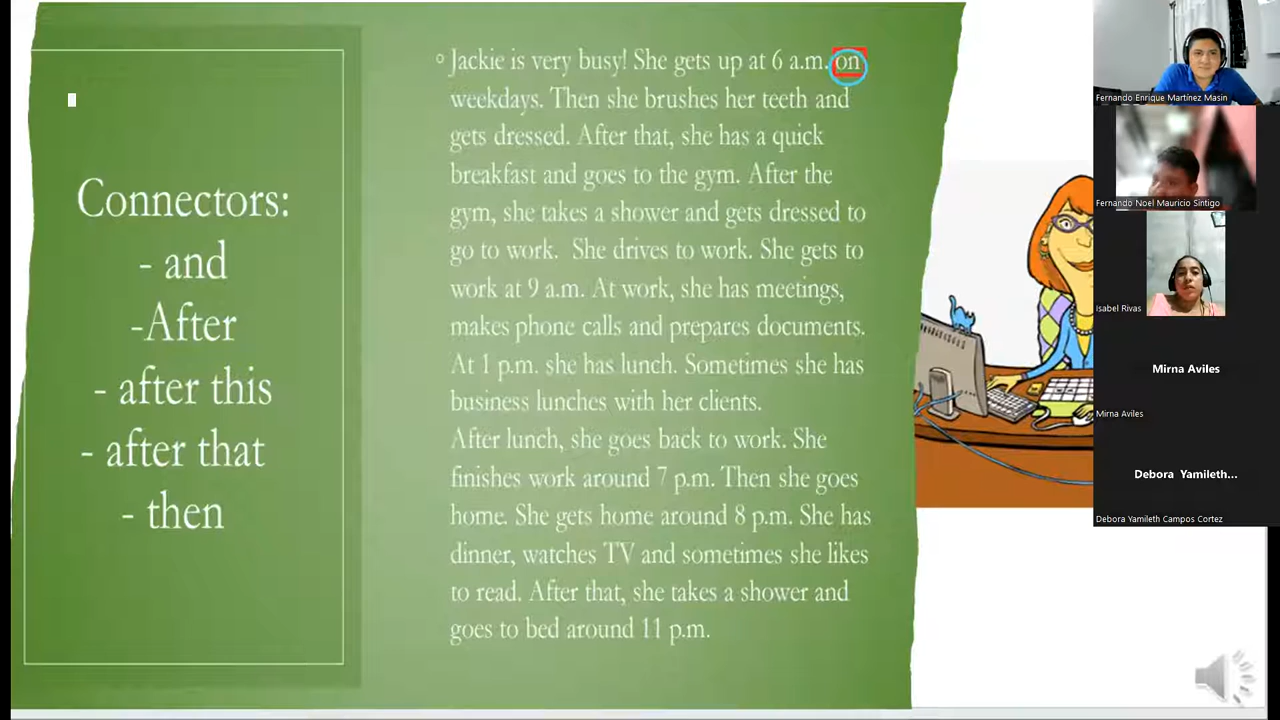 Connectors:
- and
-After
- after this
- after that
- then
Jackie is very busy! She gets up at 6 a.m. on
weekdays. Then she brushes her teeth and
gets dressed. After that, she has a quick
breakfast and goes to the gym. After the
gym, she takes a shower and gets dressed to
go to work. She drives to work. She gets to
work at 9 a.m. At work, she has meetings,
makes phone calls and prepares documents.
At 1 p.m. she has lunch. Sometimes she has
business lunches with her clients.
After lunch, she goes back to work. She
finishes work around 7 p.m. Then she goes
home. She gets home around 8 p.m. She has
dinner, watches TV and sometimes she likes
to read. After that, she takes a shower and
goes to bed around 11 p.m.
Fernando Enrique Martínez Masin
Fernando Noel Mauricio Sintigo
Isabel Rivas
Mirna Aviles
Mirna Aviles
Debora Yamileth...
Debora Yamileth Campos Cortez